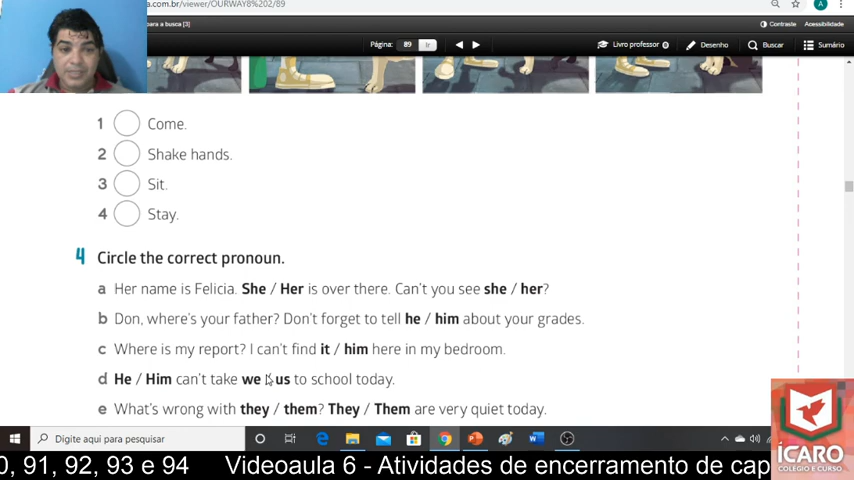 a.com.br/viewer/OURWAY8%202/89
para a busca [3]
Contraste
Acessibilidade
Página:
89
Ir
Livro professor
Desenho
Buscar
Sumário
1 Come.
2 Shake hands.
3 Sit.
4 Stay.
4 Circle the correct pronoun.
a Her name is Felicia. She / Her is over there. Can't you see she / her?
b Don, where's your father? Don't forget to tell he / him about your grades.
c Where is my report? I can't find it / him here in my bedroom.
d He / Him can't take we / us to school today.
e What's wrong with they / them? They / Them are very quiet today.
Digite aqui para pesquisar
0, 91, 92, 93 e 94 Videoaula 6 - Atividades de encerramento de cap
ÍCARO
COLÉGIO E CURSO